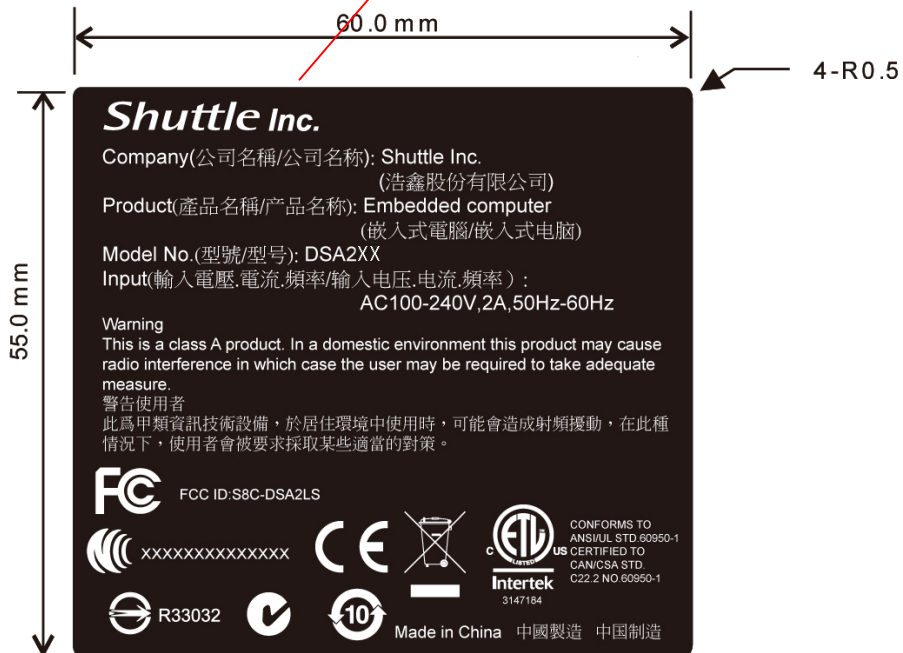 60.0 mm
4-R0.5
55.0 mm
Shuttle Inc.
Company(公司名稱/公司名称): Shuttle Inc.
(浩鑫股份有限公司)
Product(產品名稱/产品名称): Embedded computer
(嵌入式電腦/嵌入式电脑)
Model No.(型號/型号): DSA2XX
Input(輸入電壓.電流.頻率/输入电压.电流.頻率):
AC100-240V,2A,50Hz-60Hz
Warning
This is a class A product. In a domestic environment this product may cause
radio interference in which case the user may be required to take adequate
measure.
警告使用者
此爲甲類資訊技術設備，於居住環境中使用時，可能會造成射頻擾動，在此種
情況下，使用者會被要求採取某些適當的對策。
FC FCC ID:S8C-DSA2LS
XXXXXXXXXXXXXX
CE
C ETL US
LISTED
Intertek
3147184
CONFORMS TO
ANSI/UL STD.60950-1
CERTIFIED TO
CAN/CSA STD.
C22.2 NO.60950-1
R33032
10
Made in China 中國製造 中国制造